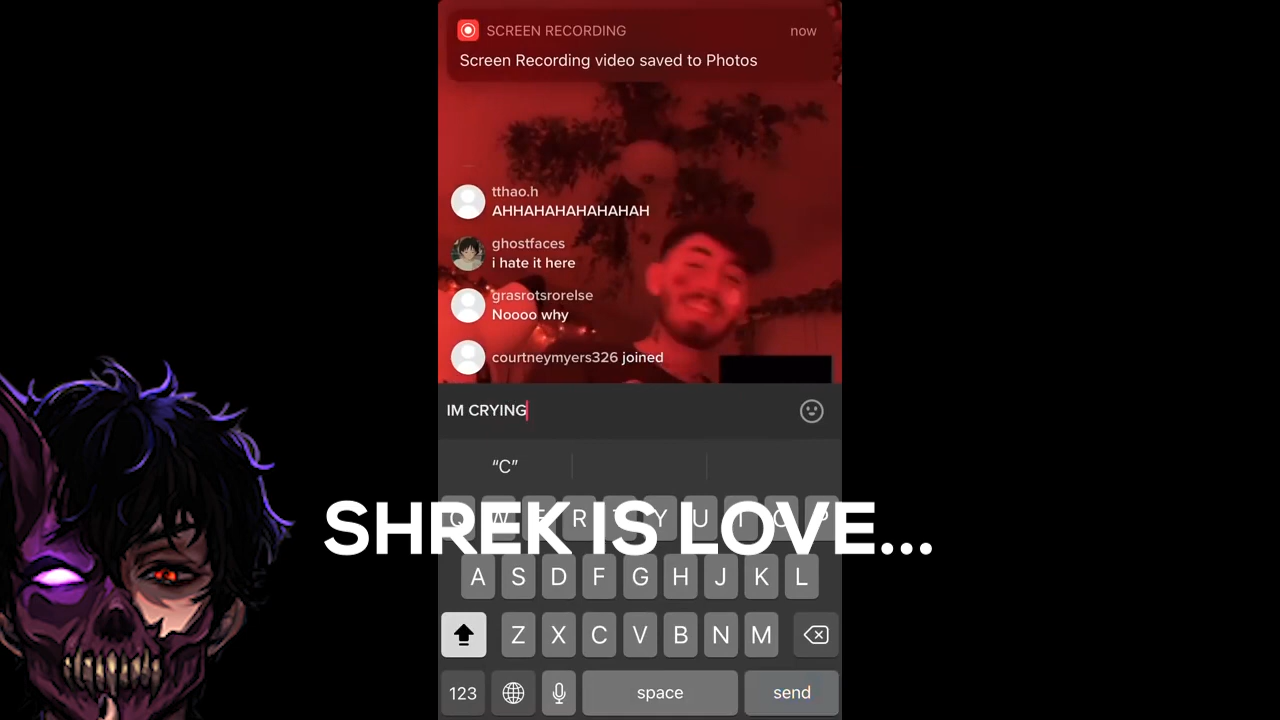 SCREEN RECORDING now
Screen Recording video saved to Photos
tthao.h
AHHAHAHAHAHAHAH
ghostfaces
i hate it here
grasrotsrorelse
Noooo why
courtneymyers326 joined
IM CRYING
“C”
SHREK IS LOVE...
Q W E R T Y U I O P
A S D F G H J K L
Z X C V B N M
123 space send